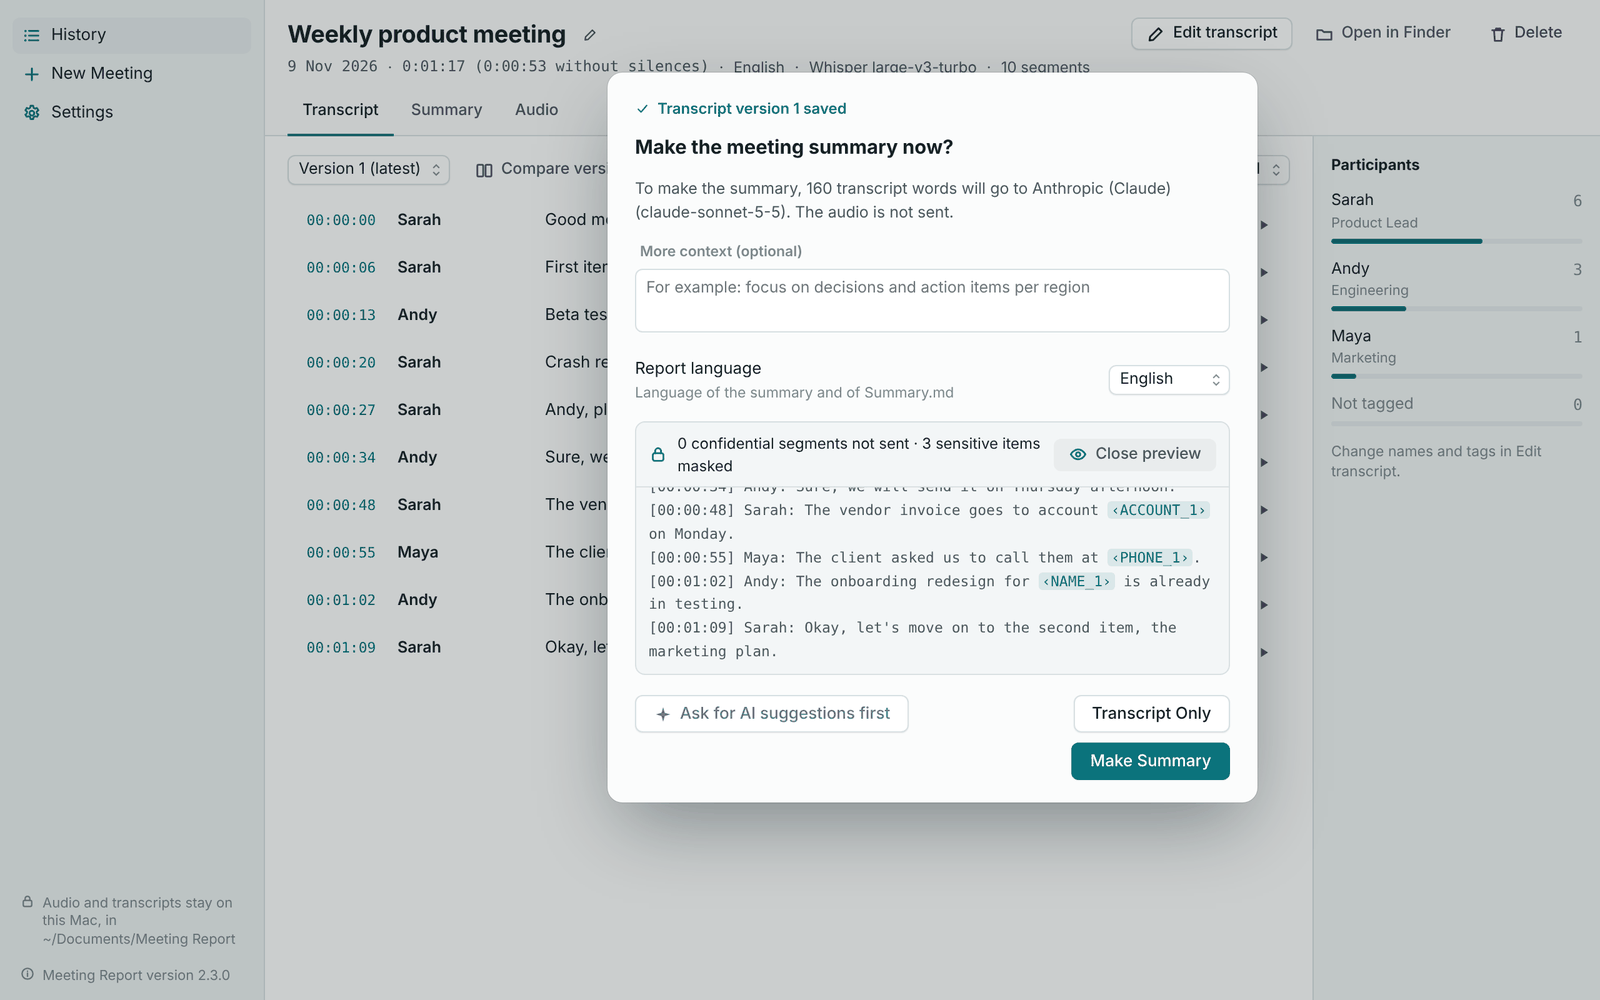 History
New Meeting
Settings
Audio and transcripts stay on
this Mac, in
~/Documents/Meeting Report
Meeting Report version 2.3.0
Weekly product meeting
Edit transcript
Open in Finder
Delete
9 Nov 2026 · 0:01:17 (0:00:53 without silences) · English · Whisper large-v3-turbo · 10 segments
Transcript
Summary
Audio
Version 1 (latest)
Compare
00:00:00 Sarah Good
00:00:06 Sarah First
00:00:13 Andy Beta
00:00:20 Sarah Crash
00:00:27 Sarah Andy,
00:00:34 Andy Sure,
00:00:48 Sarah The
00:00:55 Maya The
00:01:02 Andy The
00:01:09 Sarah Okay,
Transcript version 1 saved
Make the meeting summary now?
To make the summary, 160 transcript words will go to Anthropic (Claude)
(claude-sonnet-5-5). The audio is not sent.
More context (optional)
For example: focus on decisions and action items per region
Report language
Language of the summary and of Summary.md
English
0 confidential segments not sent · 3 sensitive items
masked
Close preview
[00:00:34] Andy: Sure, we will send it on Thursday afternoon.
[00:00:48] Sarah: The vendor invoice goes to account ‹ACCOUNT_1›
on Monday.
[00:00:55] Maya: The client asked us to call them at ‹PHONE_1›.
[00:01:02] Andy: The onboarding redesign for ‹NAME_1› is already
in testing.
[00:01:09] Sarah: Okay, let's move on to the second item, the
marketing plan.
Ask for AI suggestions first
Transcript Only
Make Summary
Participants
Sarah 6
Product Lead
Andy 3
Engineering
Maya 1
Marketing
Not tagged 0
Change names and tags in Edit
transcript.